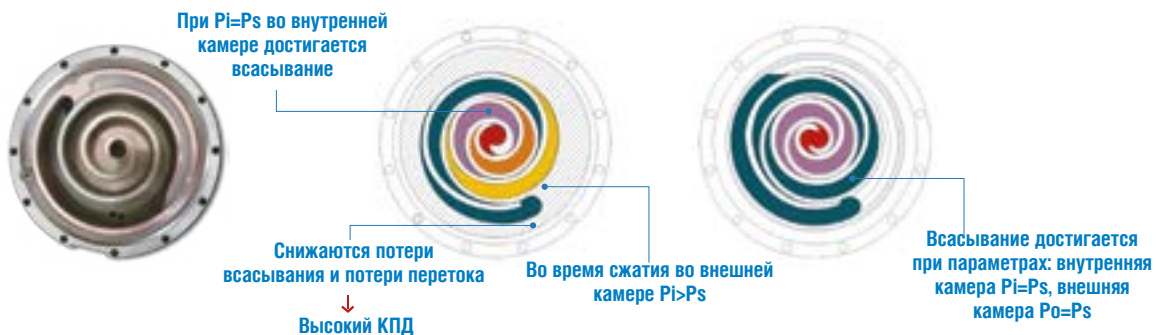 При Pi=Ps во внутренней
камере достигается
всасывание
Снижаются потери
всасывания и потери перетока
Высокий КПД
Во время сжатия во внешней
камере Pi>Ps
Всасывание достигается
при параметрах: внутренняя
камера Pi=Ps, внешняя
камера Po=Ps